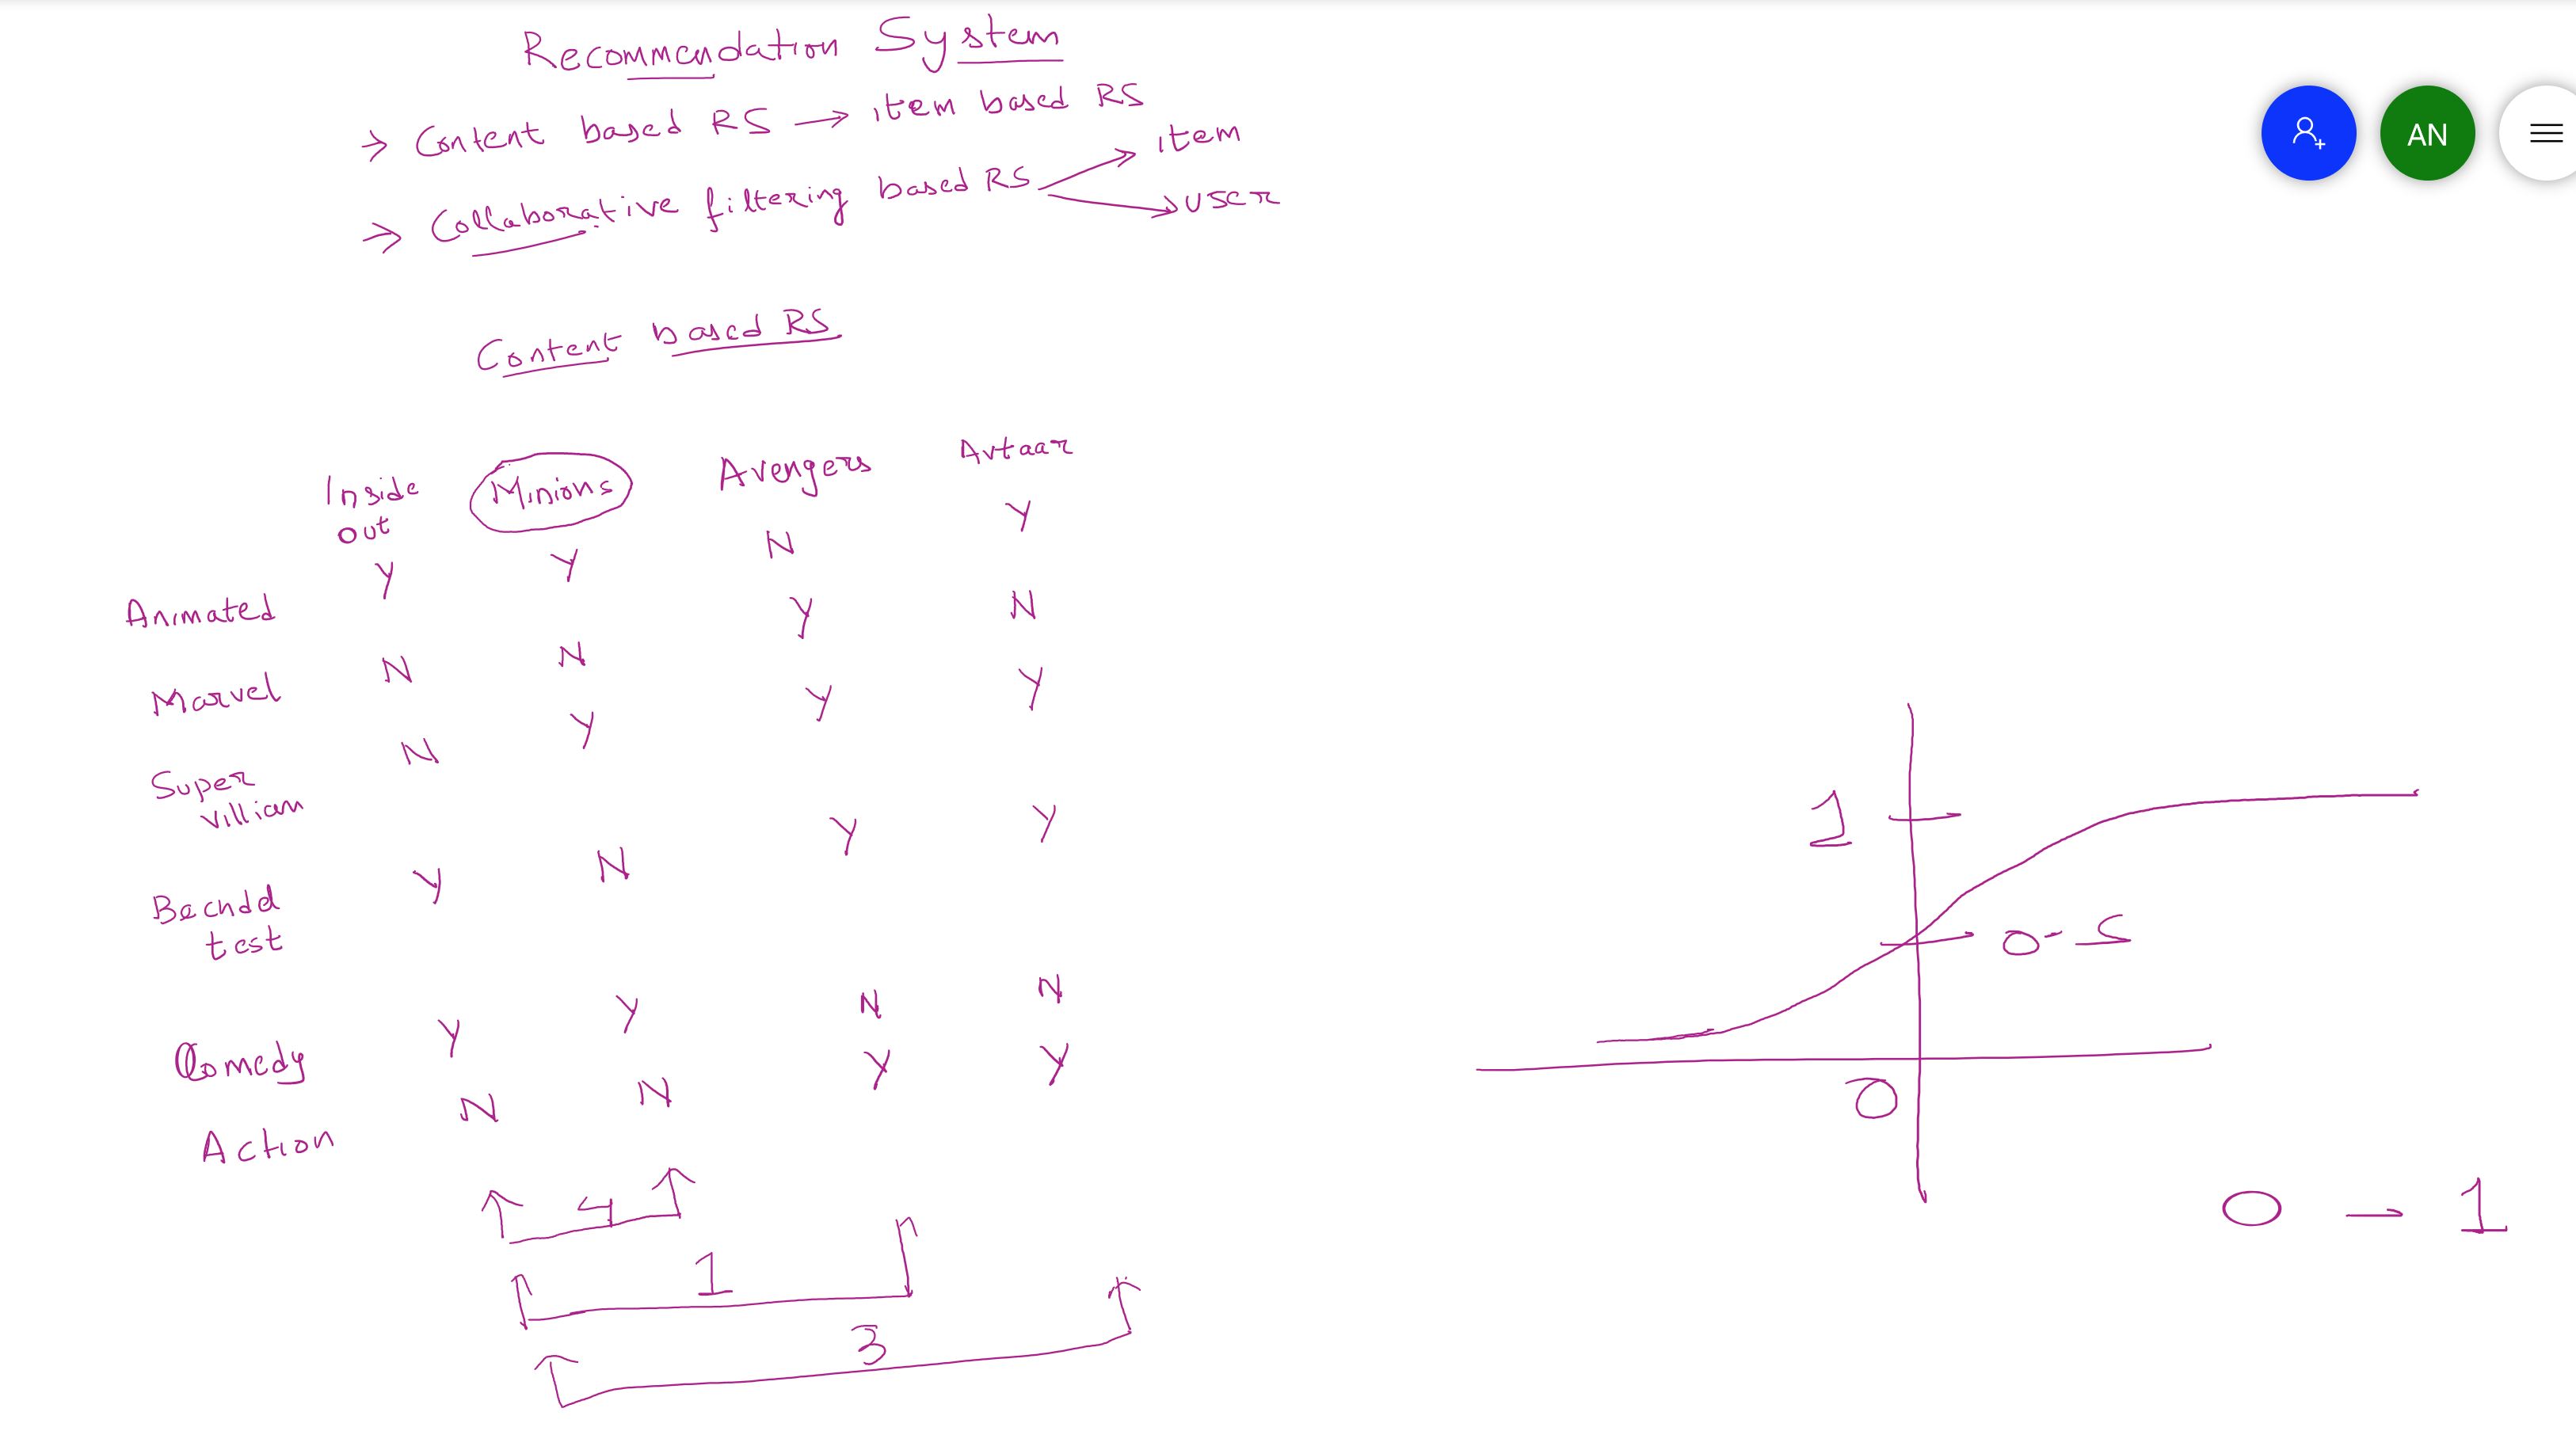 Recommendation System
→ Content based RS → item based RS
→ Collaborative filtering based RS → item
→ user
Content based RS
Inside out Minions Avengers Avtaar
Animated Y Y N Y
Marvel N N Y N
Super villian N Y Y Y
Becndel test Y N Y Y
Comedy Y Y N N
Action N N Y Y
4
1
3
1
0-5
0
0 - 1
AN